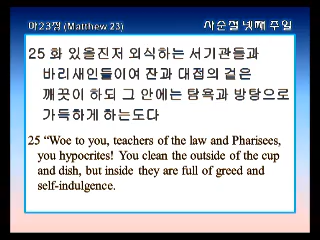 마23장 (Matthew 23)
사순절 넷째 주일
25 화 있을진저 외식하는 서기관들과
바리새인들이여 잔과 대접의 겉은
깨끗이 하되 그 안에는 탐욕과 방탕으로
가득하게 하는도다
25 “Woe to you, teachers of the law and Pharisees,
you hypocrites! You clean the outside of the cup
and dish, but inside they are full of greed and
self-indulgence.